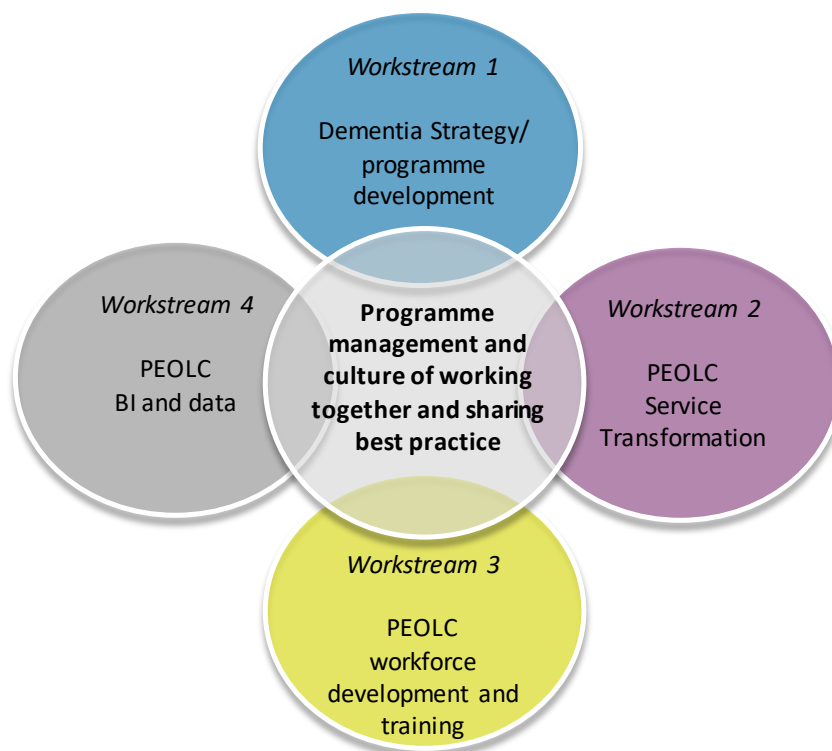 Workstream 1
Dementia Strategy/
programme
development
Workstream 4
PEOLC
BI and data
Programme
management and
culture of working
together and sharing
best practice
Workstream 2
PEOLC
Service
Transformation
Workstream 3
PEOLC
workforce
development and
training